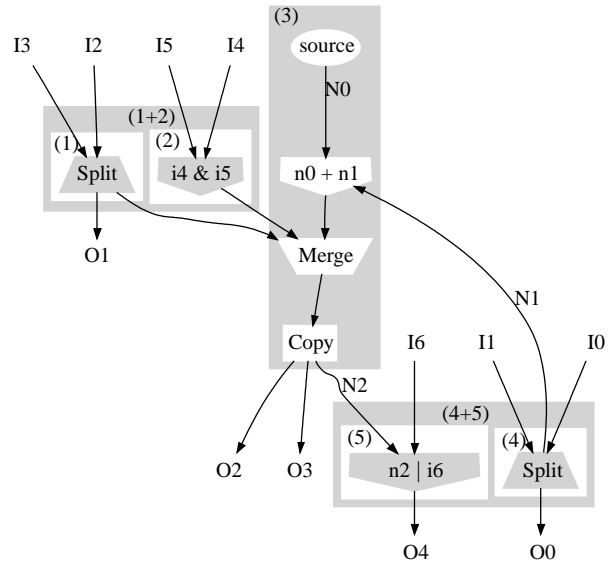 (3)
I3
I2
I5
I4
source
N0
(1+2)
(1)
(2)
Split
i4 & i5
n0 + n1
O1
Merge
N1
Copy
I6
I1
I0
N2
(4+5)
(5)
(4)
O2
O3
n2 | i6
Split
O4
O0